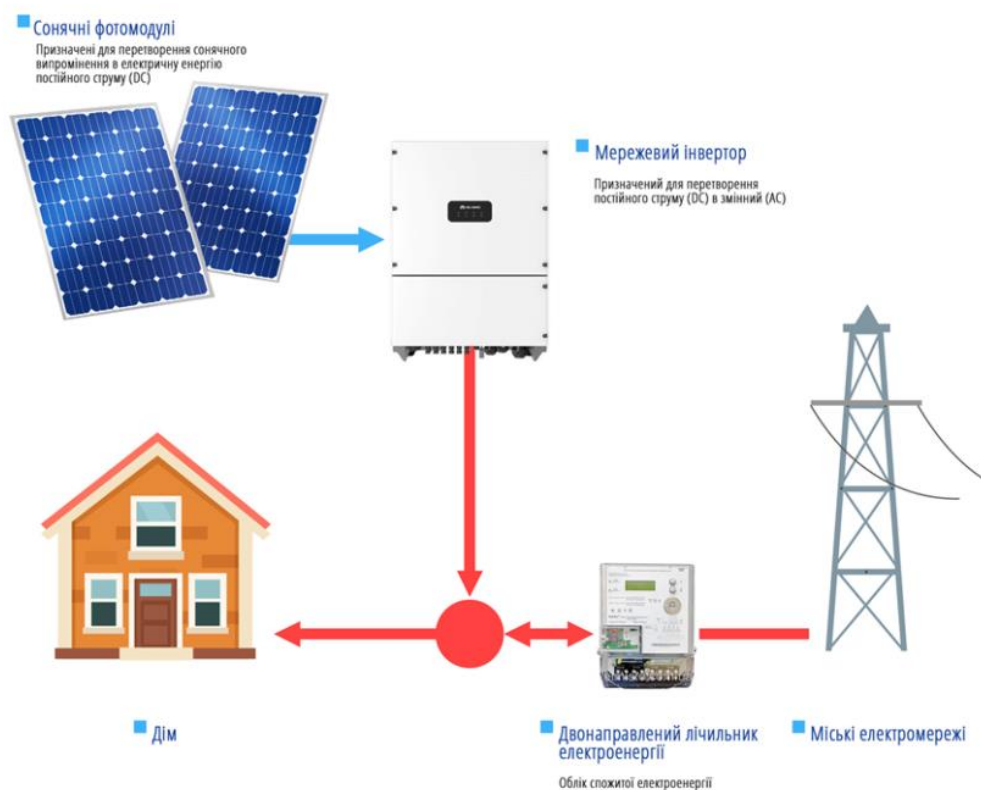 Сонячні фотомодулі
Призначені для перетворення сонячного
випромінення в електричну енергію
постійного струму (DC)
Мережевий інвертор
Призначений для перетворення
постійного струму (DC) в змінний (AC)
Дім
Двонаправлений лічильник
електроенергії
Облік спожитої електроенергії
Міські електромережі